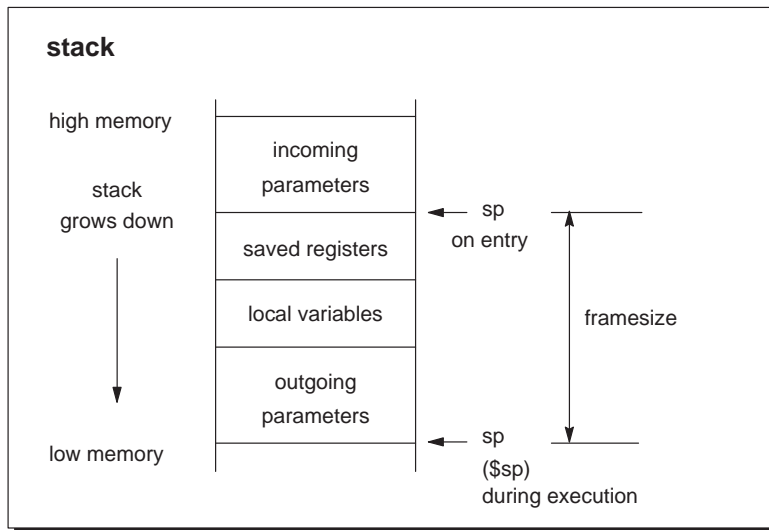 stack
high memory
stack
grows down
low memory
incoming
parameters
saved registers
local variables
outgoing
parameters
sp
on entry
framesize
sp
($sp)
during execution